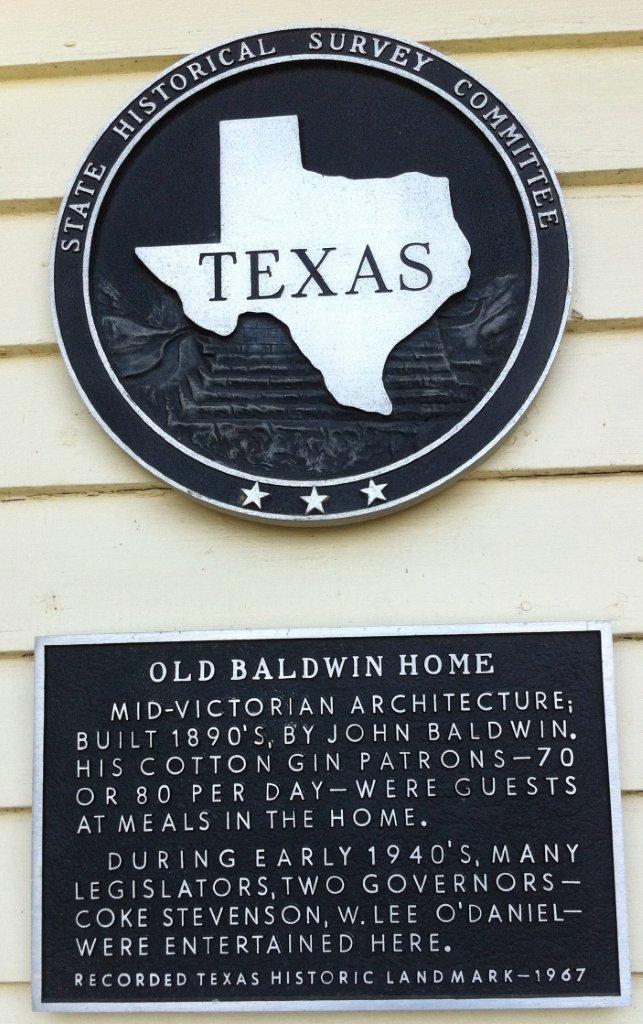 STATE HISTORICAL SURVEY COMMITTEE
TEXAS
OLD BALDWIN HOME
MID-VICTORIAN ARCHITECTURE;
BUILT 1890'S, BY JOHN BALDWIN.
HIS COTTON GIN PATRONS—70
OR 80 PER DAY—WERE GUESTS
AT MEALS IN THE HOME.
DURING EARLY 1940'S, MANY
LEGISLATORS, TWO GOVERNORS—
COKE STEVENSON, W. LEE O'DANIEL—
WERE ENTERTAINED HERE.
RECORDED TEXAS HISTORIC LANDMARK—1967